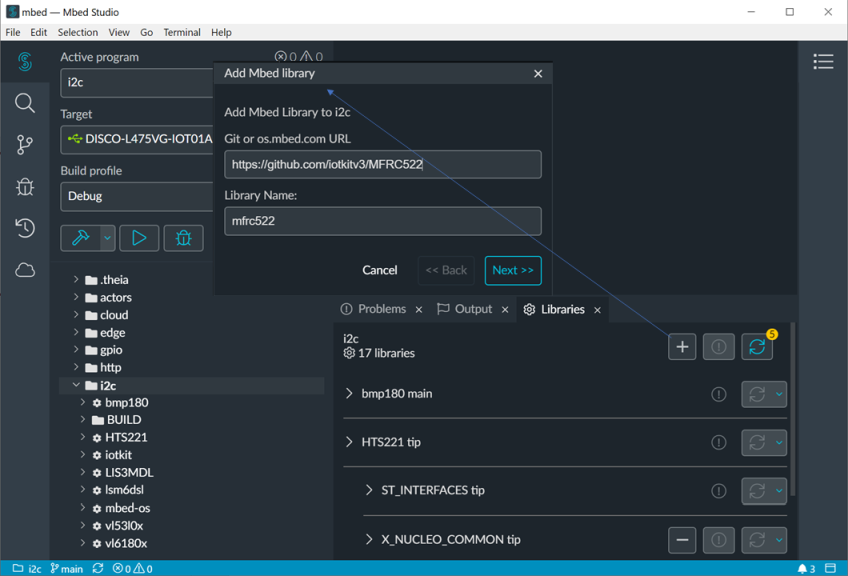 mbed — Mbed Studio
File Edit Selection View Go Terminal Help
Active program
0 0
i2c
Target
DISCO-L475VG-IOT01A
Build profile
Debug
.theia
actors
cloud
edge
gpio
http
i2c
bmp180
BUILD
HTS221
iotkit
LIS3MDL
lsm6dsl
mbed-os
vl53l0x
vl6180x
Add Mbed library
Add Mbed Library to i2c
Git or os.mbed.com URL
https://github.com/iotkitv3/MFRC522
Library Name:
mfrc522
Cancel << Back Next >>
Problems Output Libraries
i2c
17 libraries
5
bmp180 main
HTS221 tip
ST_INTERFACES tip
X_NUCLEO_COMMON tip
i2c main 0 0 3